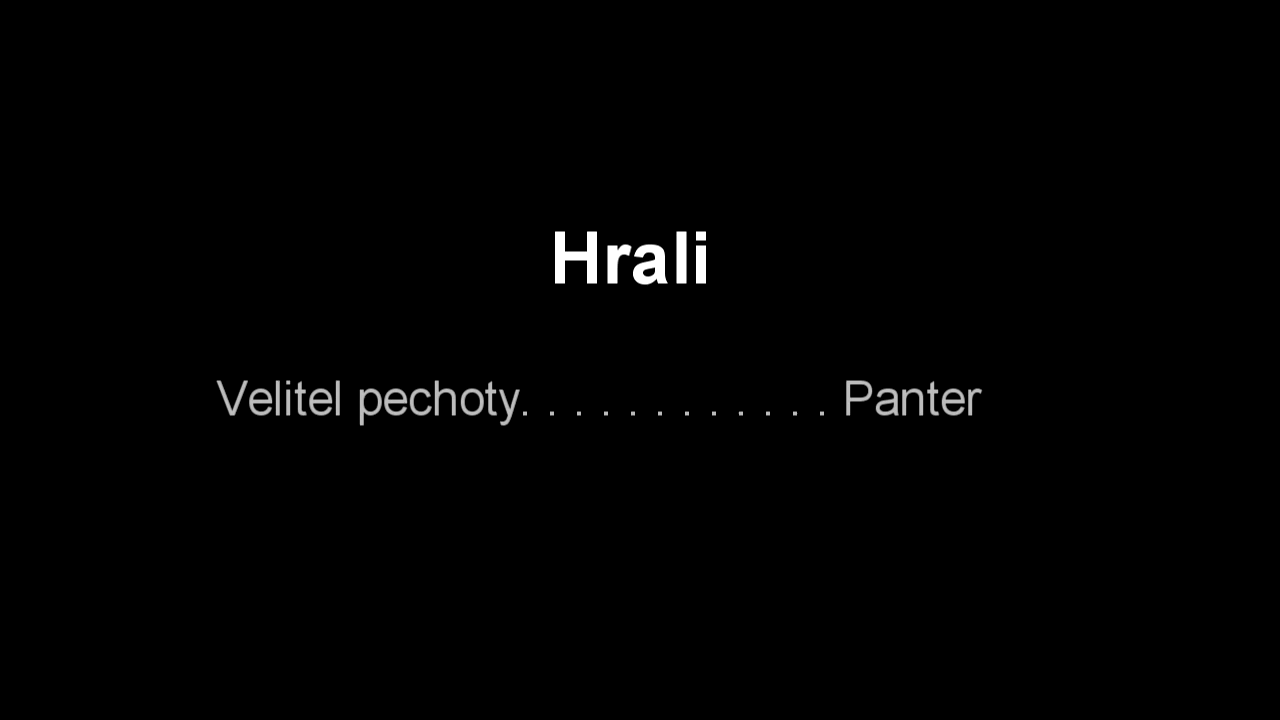 Hrali
Velitel pechoty. . . . . . . . . . . . Panter